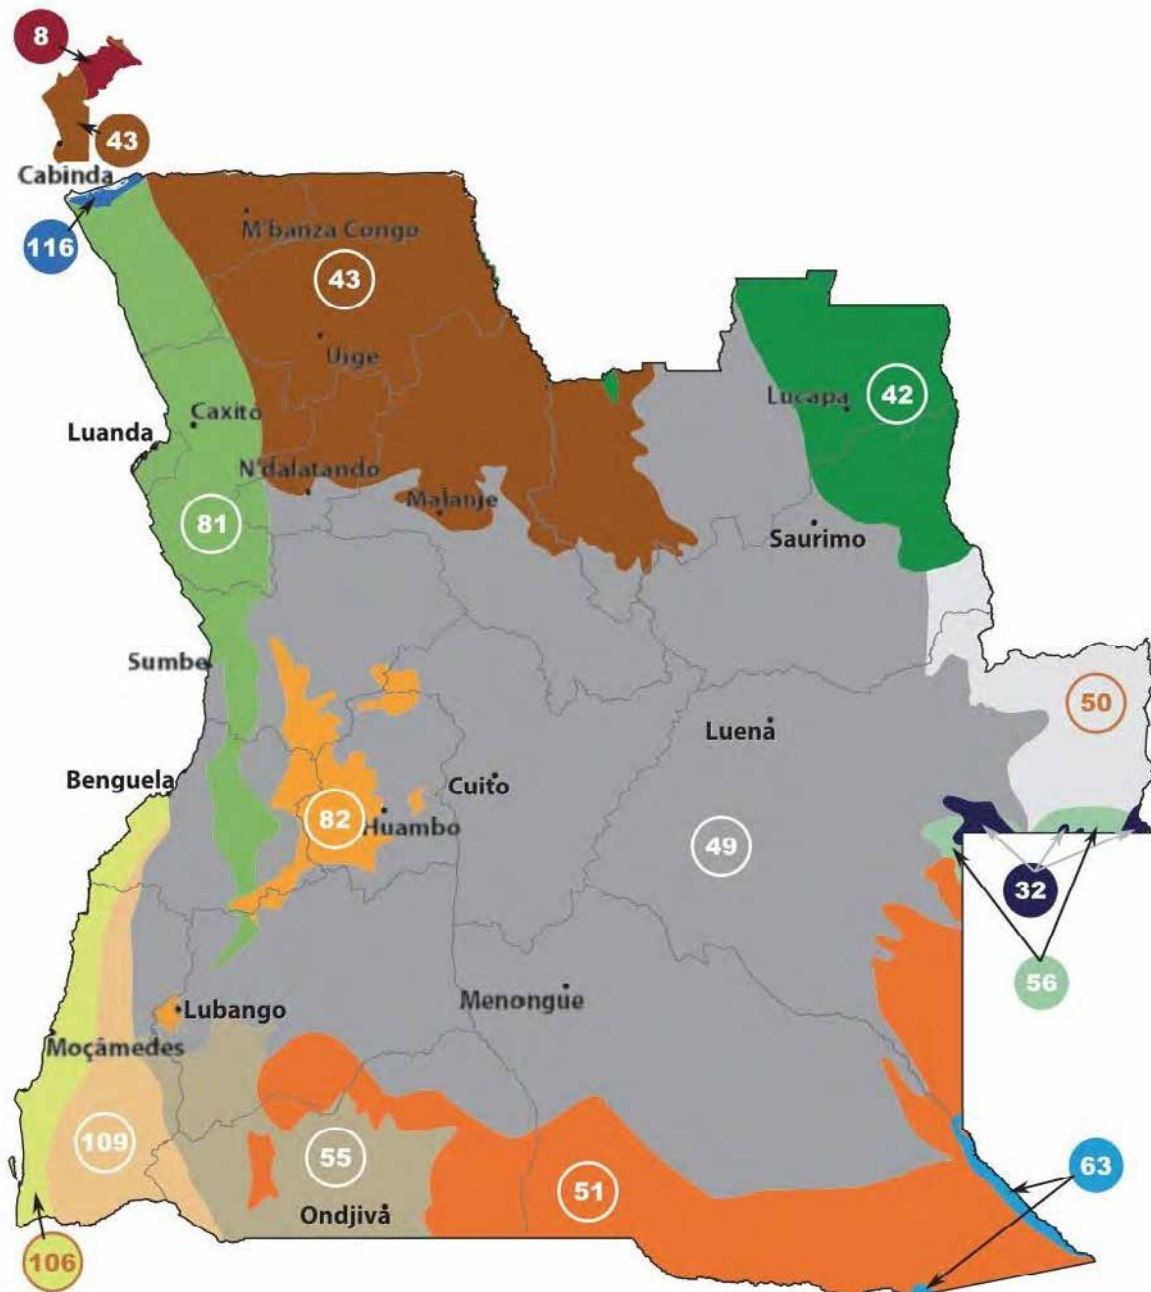 8
43
Cabinda
116
M'banza Congo
43
Uige
Lucapa
42
Caxito
Luanda
N'dalatando
Malanje
81
Saurimo
Sumbe
50
Luena
Benguela
Cuito
82
Huambo
49
32
56
Lubango
Menongue
Moçâmedes
109
55
63
51
Ondjiva
106